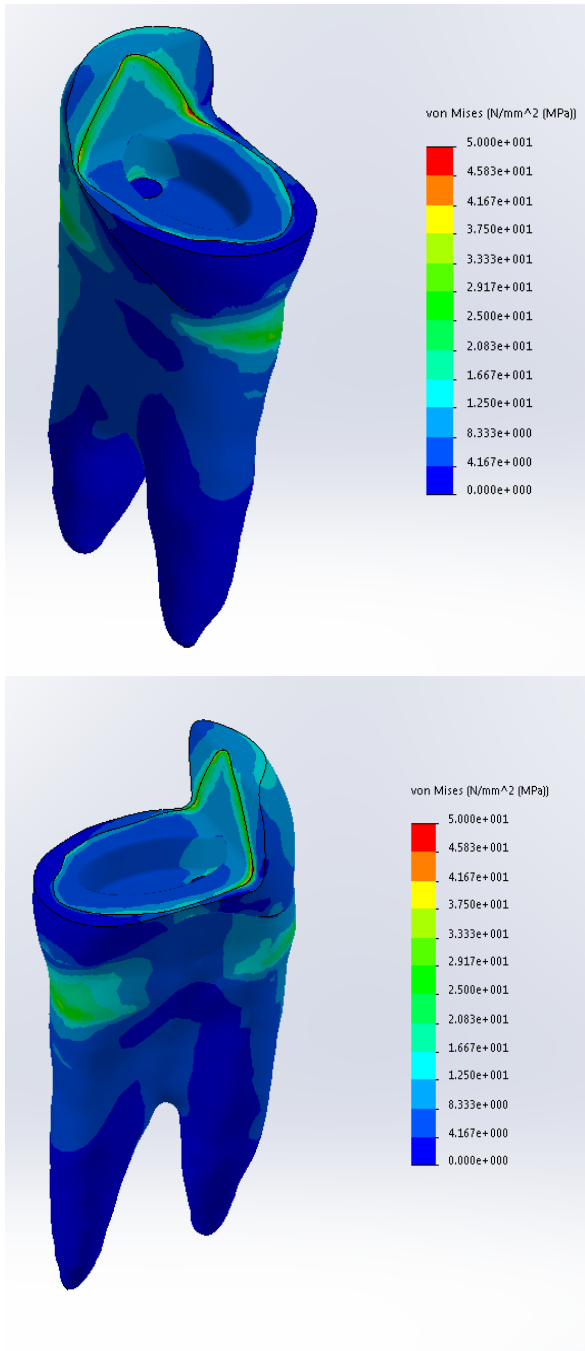 von Mises (N/mm^2 (MPa))
5.000e+001
4.583e+001
4.167e+001
3.750e+001
3.333e+001
2.917e+001
2.500e+001
2.083e+001
1.667e+001
1.250e+001
8.333e+000
4.167e+000
0.000e+000
von Mises (N/mm^2 (MPa))
5.000e+001
4.583e+001
4.167e+001
3.750e+001
3.333e+001
2.917e+001
2.500e+001
2.083e+001
1.667e+001
1.250e+001
8.333e+000
4.167e+000
0.000e+000